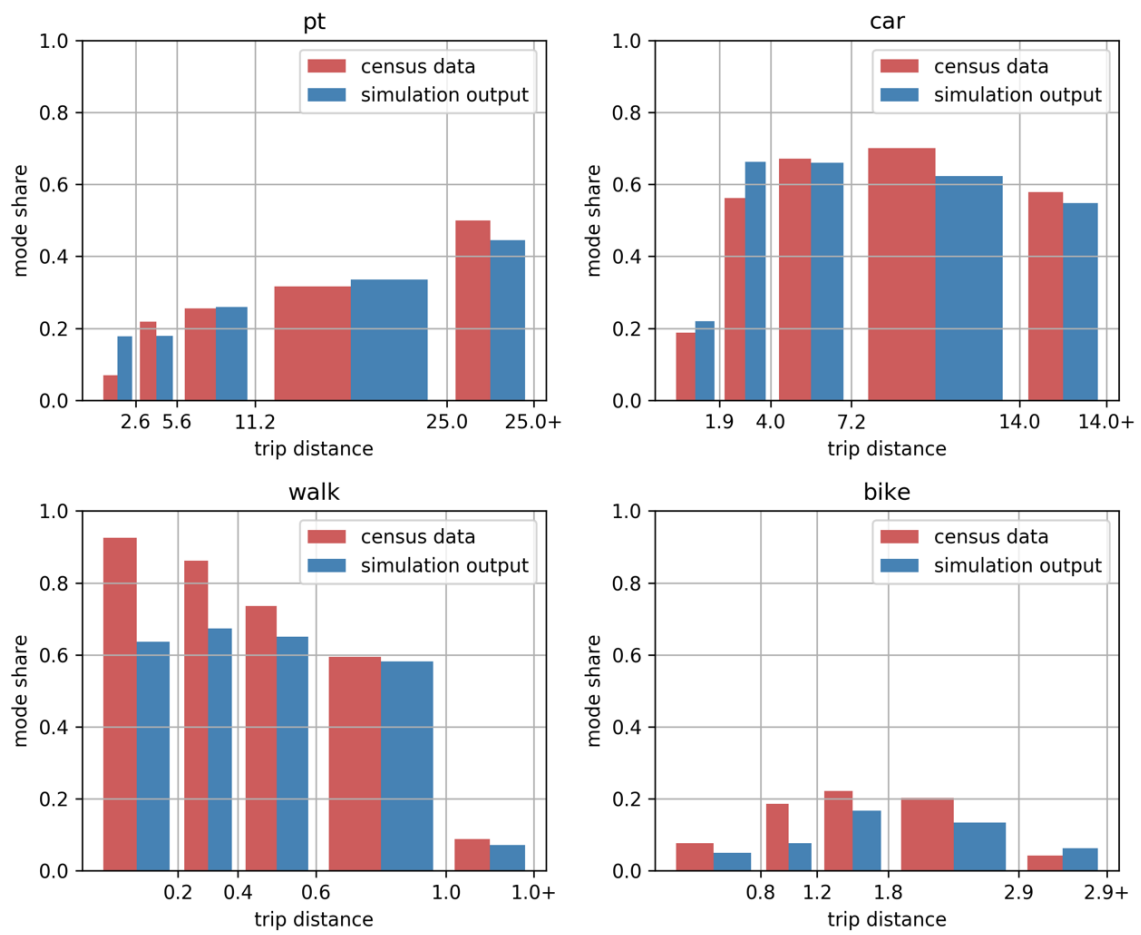 pt
1.0
0.8
0.6
0.4
0.2
0.0
mode share
census data
simulation output
2.6 5.6 11.2 25.0 25.0+
trip distance
car
1.0
0.8
0.6
0.4
0.2
0.0
mode share
census data
simulation output
1.9 4.0 7.2 14.0 14.0+
trip distance
walk
1.0
0.8
0.6
0.4
0.2
0.0
mode share
census data
simulation output
0.2 0.4 0.6 1.0 1.0+
trip distance
bike
1.0
0.8
0.6
0.4
0.2
0.0
mode share
census data
simulation output
0.8 1.2 1.8 2.9 2.9+
trip distance